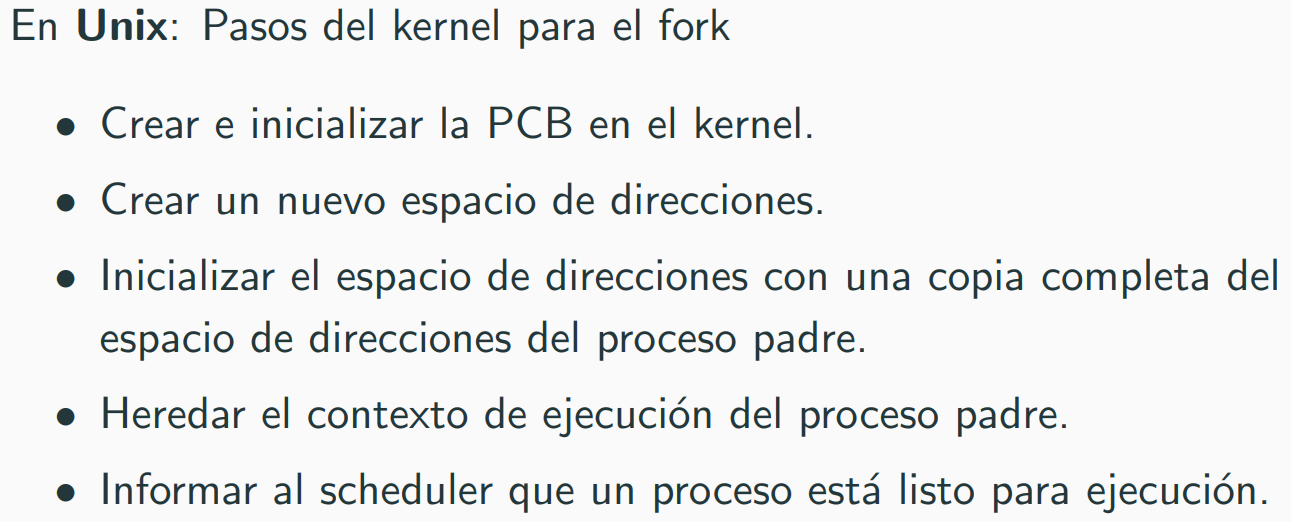 En Unix: Pasos del kernel para el fork
• Crear e inicializar la PCB en el kernel.
• Crear un nuevo espacio de direcciones.
• Inicializar el espacio de direcciones con una copia completa del
espacio de direcciones del proceso padre.
• Heredar el contexto de ejecución del proceso padre.
• Informar al scheduler que un proceso está listo para ejecución.